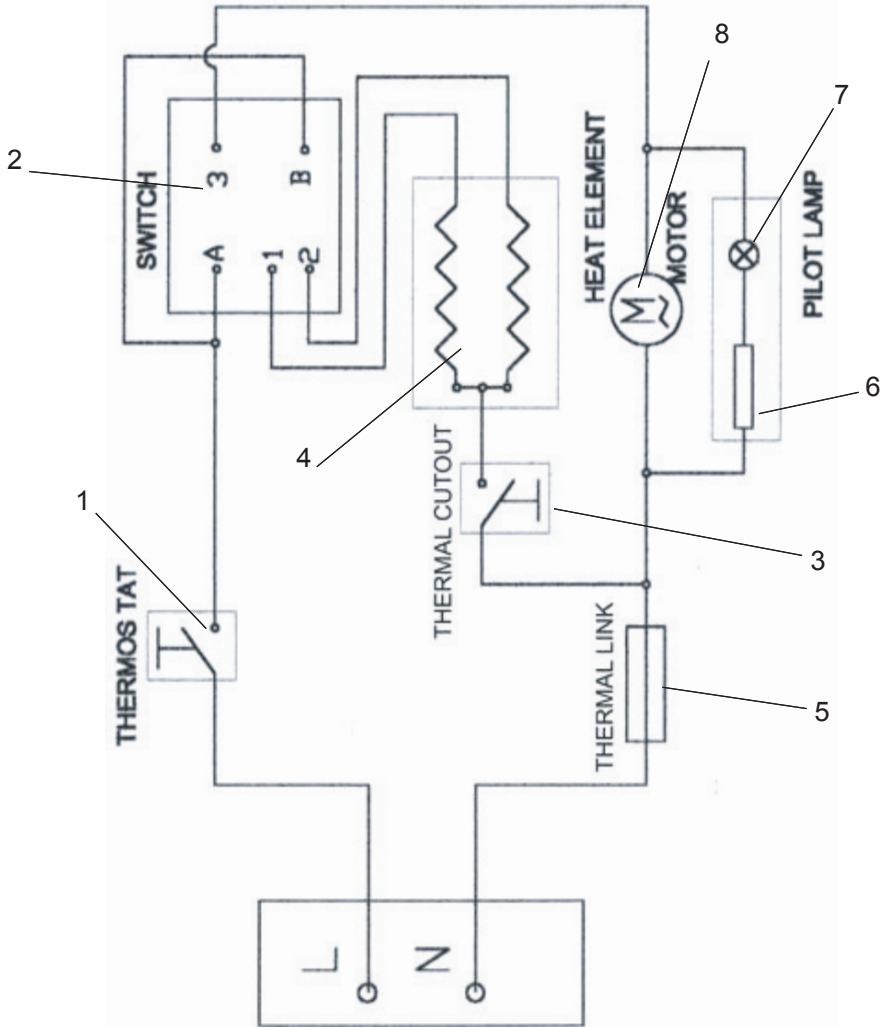 8
7
2
SWITCH
3
B
A
1
2
HEAT ELEMENT
MOTOR
M
PILOT LAMP
6
4
THERMAL CUTOUT
1
3
THERMOS TAT
THERMAL LINK
5
L
N